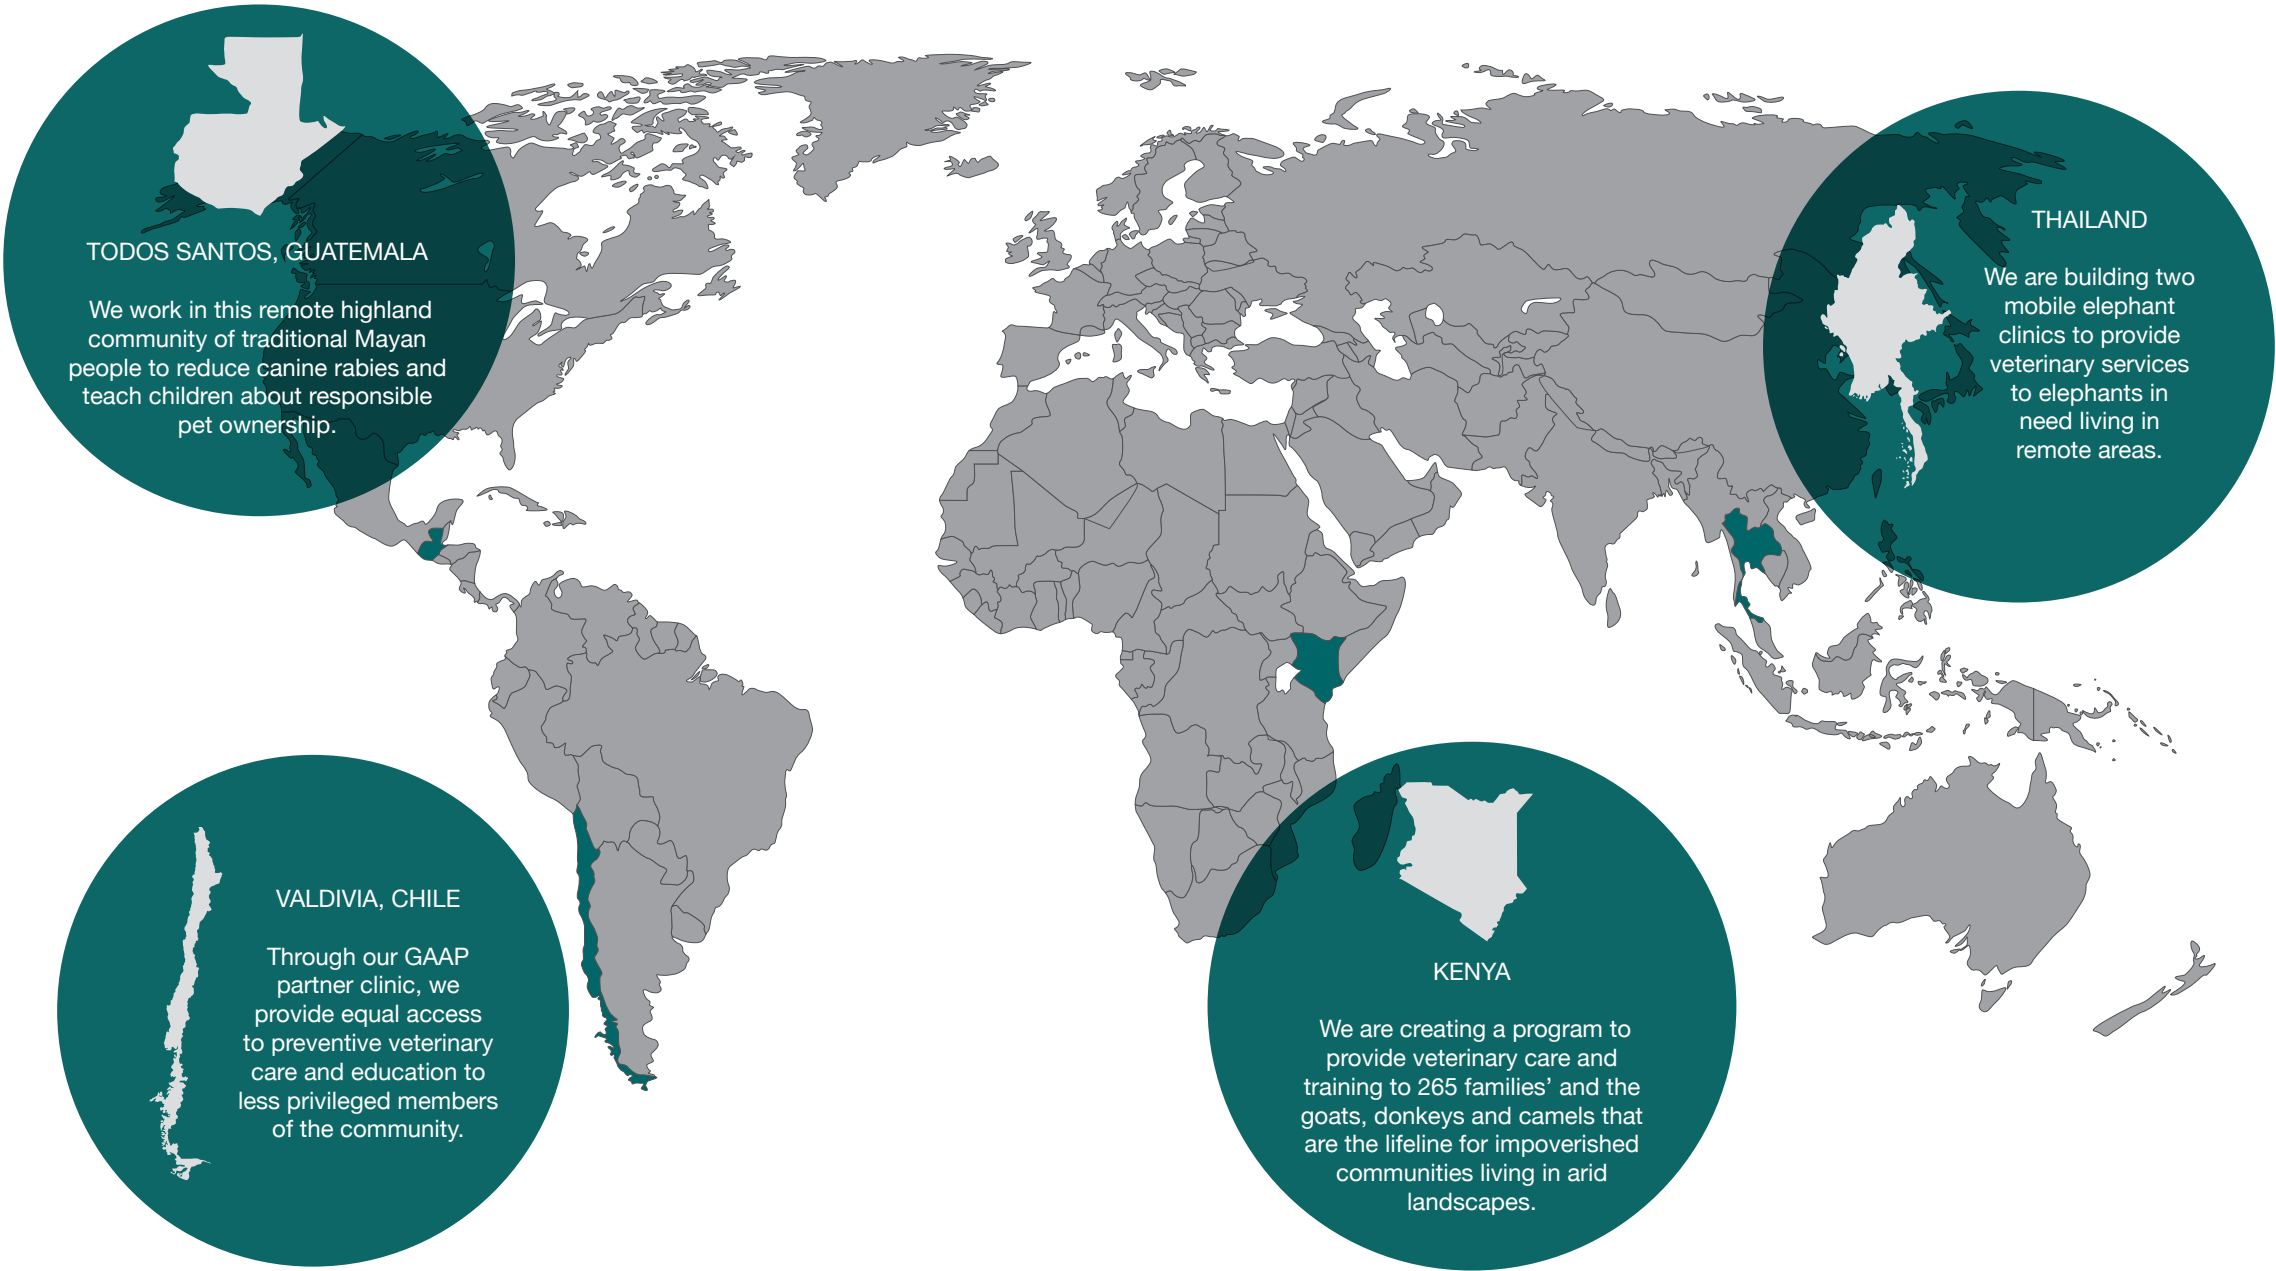 TODOS SANTOS, GUATEMALA
We work in this remote highland
community of traditional Mayan
people to reduce canine rabies and
teach children about responsible
pet ownership.
THAILAND
We are building two
mobile elephant
clinics to provide
veterinary services
to elephants in
need living in
remote areas.
VALDIVIA, CHILE
Through our GAAP
partner clinic, we
provide equal access
to preventive veterinary
care and education to
less privileged members
of the community.
KENYA
We are creating a program to
provide veterinary care and
training to 265 families’ and the
goats, donkeys and camels that
are the lifeline for impoverished
communities living in arid
landscapes.